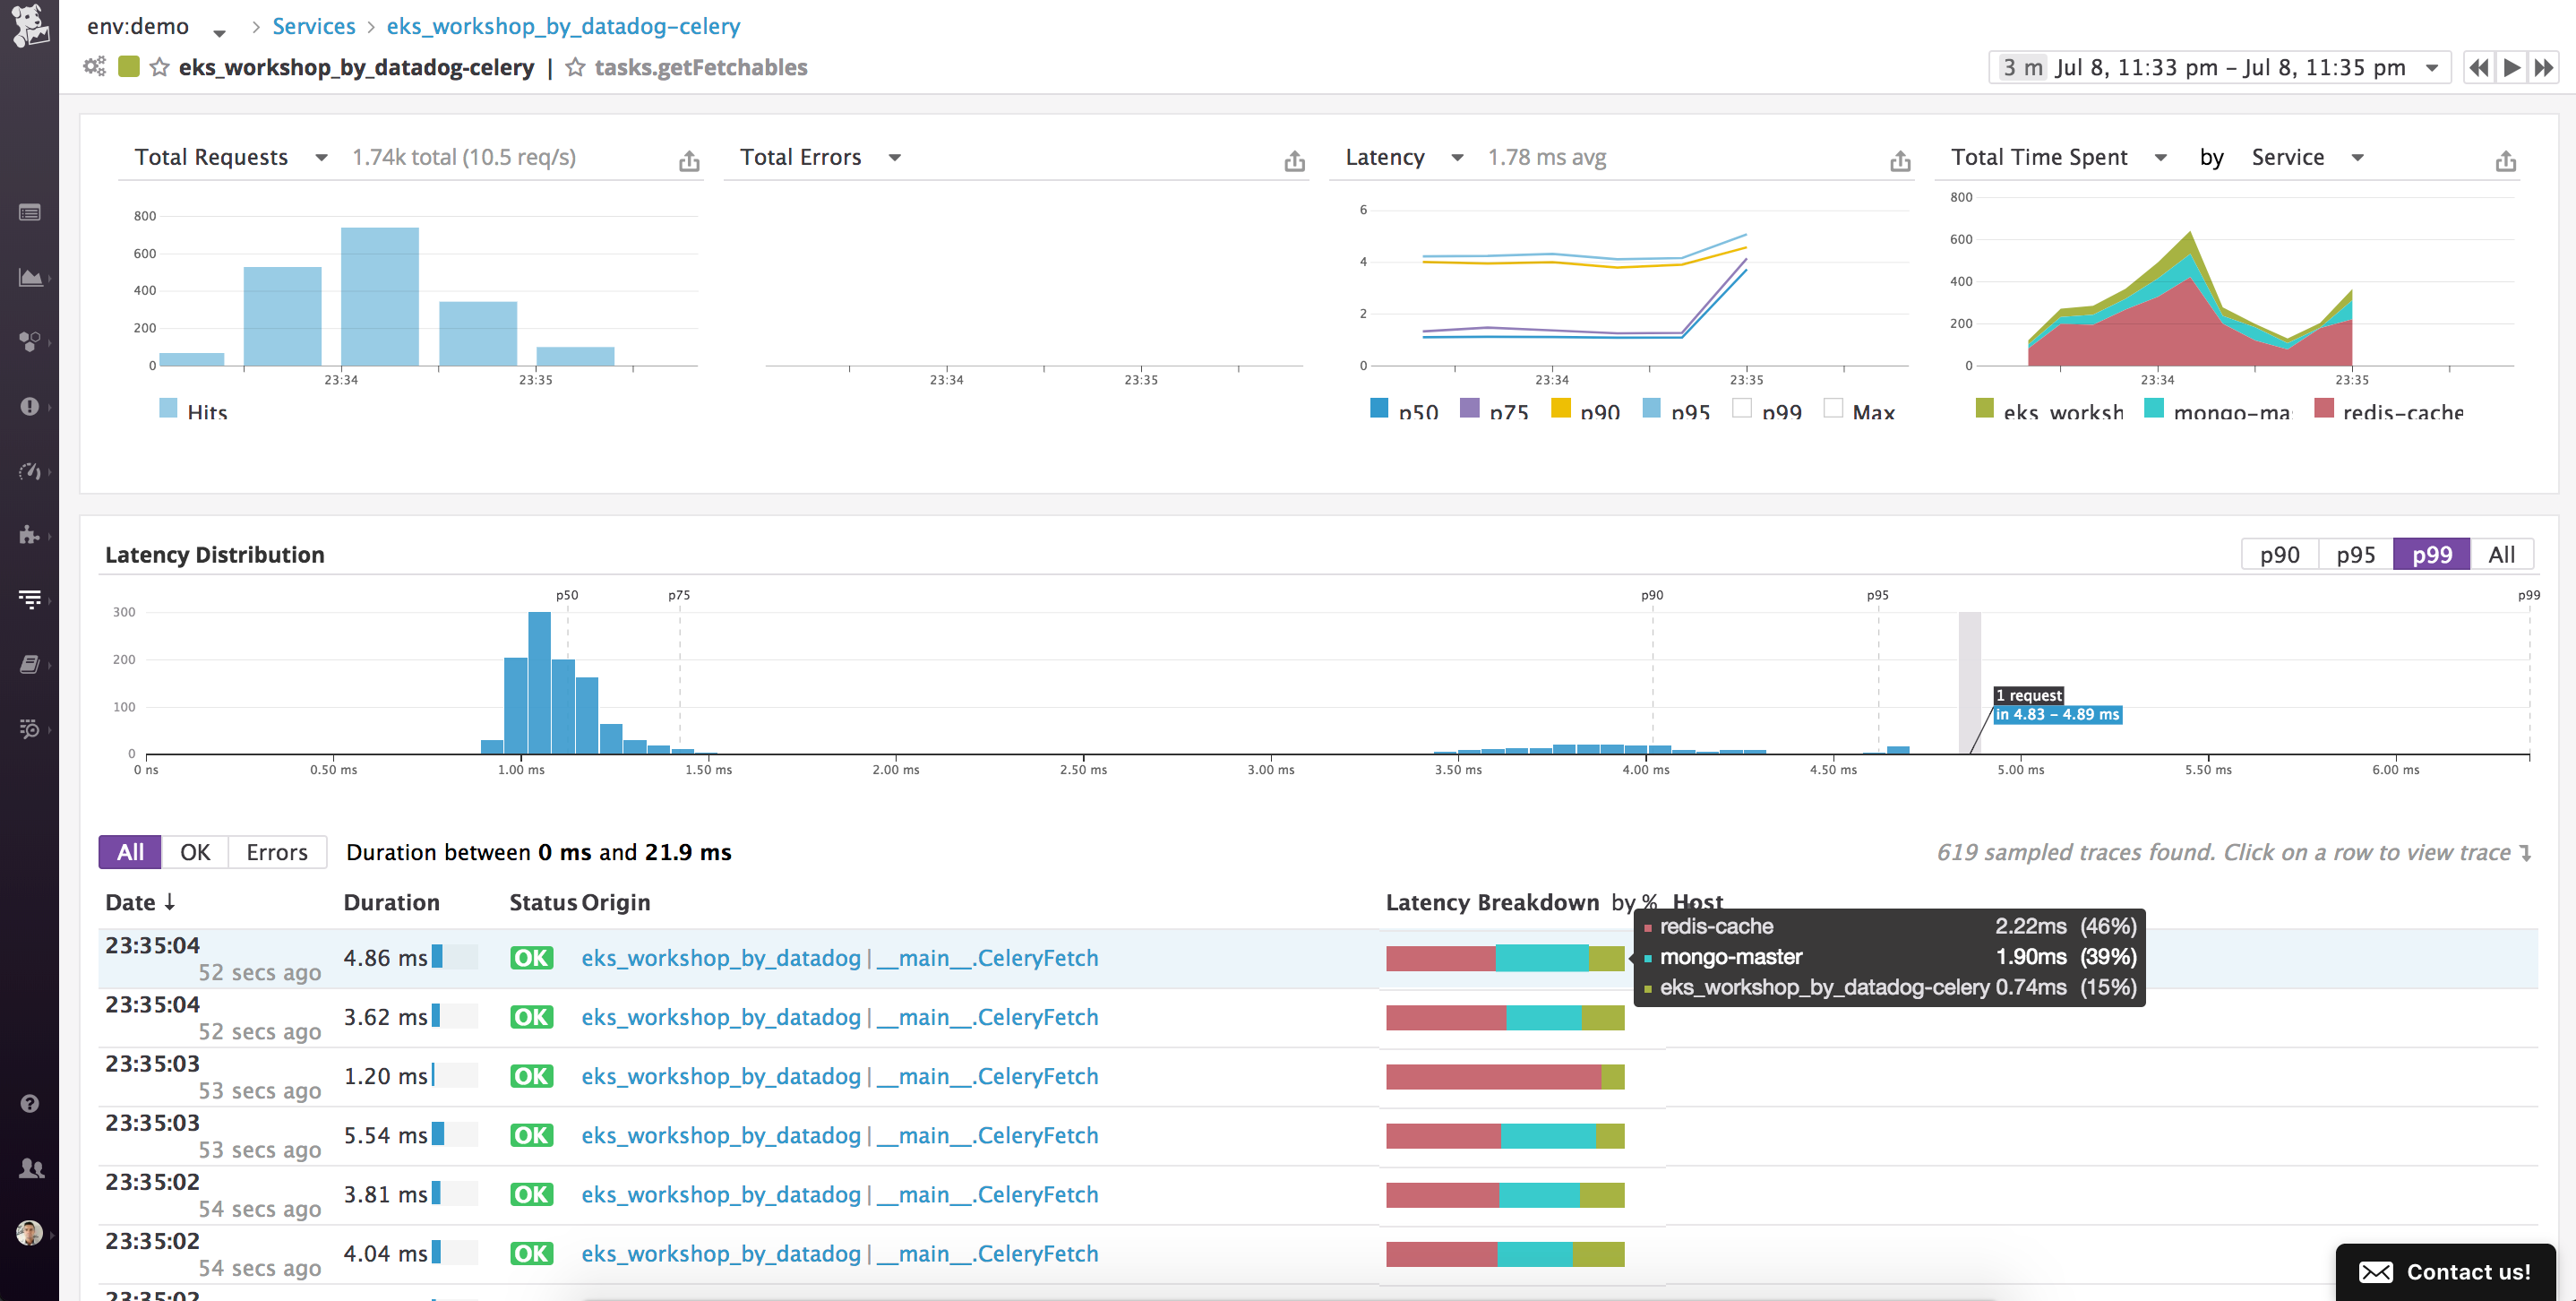 env:demo > Services > eks_workshop_by_datadog-celery
eks_workshop_by_datadog-celery | tasks.getFetchables
3 m Jul 8, 11:33 pm – Jul 8, 11:35 pm
Total Requests 1.74k total (10.5 req/s)
800
600
400
200
0
23:34 23:35
Hits
Total Errors
23:34 23:35
Latency 1.78 ms avg
6
4
2
0
23:34 23:35
p50 p75 p90 p95 p99 Max
Total Time Spent by Service
800
600
400
200
0
23:34 23:35
eks_worksh mongo-ma redis-cache
Latency Distribution
p90 p95 p99 All
p50 p75 p90 p95 p99
300
200
100
0
1 request
in 4.83 – 4.89 ms
0 ns 0.50 ms 1.00 ms 1.50 ms 2.00 ms 2.50 ms 3.00 ms 3.50 ms 4.00 ms 4.50 ms 5.00 ms 5.50 ms 6.00 ms
All OK Errors Duration between 0 ms and 21.9 ms 619 sampled traces found. Click on a row to view trace
Date ↓ Duration Status Origin Latency Breakdown by % Host
23:35:04
52 secs ago 4.86 ms OK eks_workshop_by_datadog | __main__.CeleryFetch
redis-cache 2.22ms (46%)
mongo-master 1.90ms (39%)
eks_workshop_by_datadog-celery 0.74ms (15%)
23:35:04
52 secs ago 3.62 ms OK eks_workshop_by_datadog | __main__.CeleryFetch
23:35:03
53 secs ago 1.20 ms OK eks_workshop_by_datadog | __main__.CeleryFetch
23:35:03
53 secs ago 5.54 ms OK eks_workshop_by_datadog | __main__.CeleryFetch
23:35:02
54 secs ago 3.81 ms OK eks_workshop_by_datadog | __main__.CeleryFetch
23:35:02
54 secs ago 4.04 ms OK eks_workshop_by_datadog | __main__.CeleryFetch
23:35:02
Contact us!